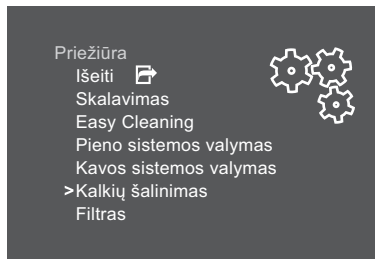 Priežiūra
Išeiti
Skalavimas
Easy Cleaning
Pieno sistemos valymas
Kavos sistemos valymas
>Kalkių šalinimas
Filtras